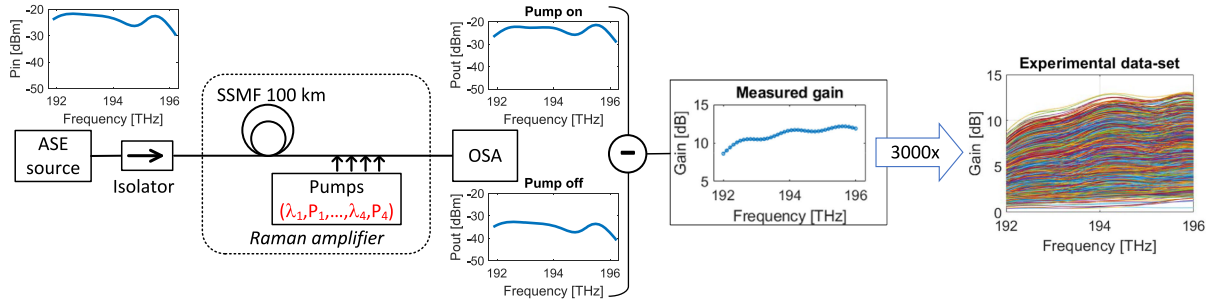 Pin [dBm]
-20
-30
-40
-50
192
194
196
Frequency [THz]
ASE
source
Isolator
SSMF 100 km
Pumps
(λ1,P1,...,λ4,P4)
Raman amplifier
Pump on
Pout [dBm]
-20
-30
-40
-50
192
194
196
Frequency [THz]
OSA
Pump off
Pout [dBm]
-20
-30
-40
-50
192
194
196
Frequency [THz]
-
Measured gain
Gain [dB]
15
10
5
192
194
196
Frequency [THz]
3000x
Experimental data-set
Gain [dB]
15
10
5
0
192
194
196
Frequency [THz]